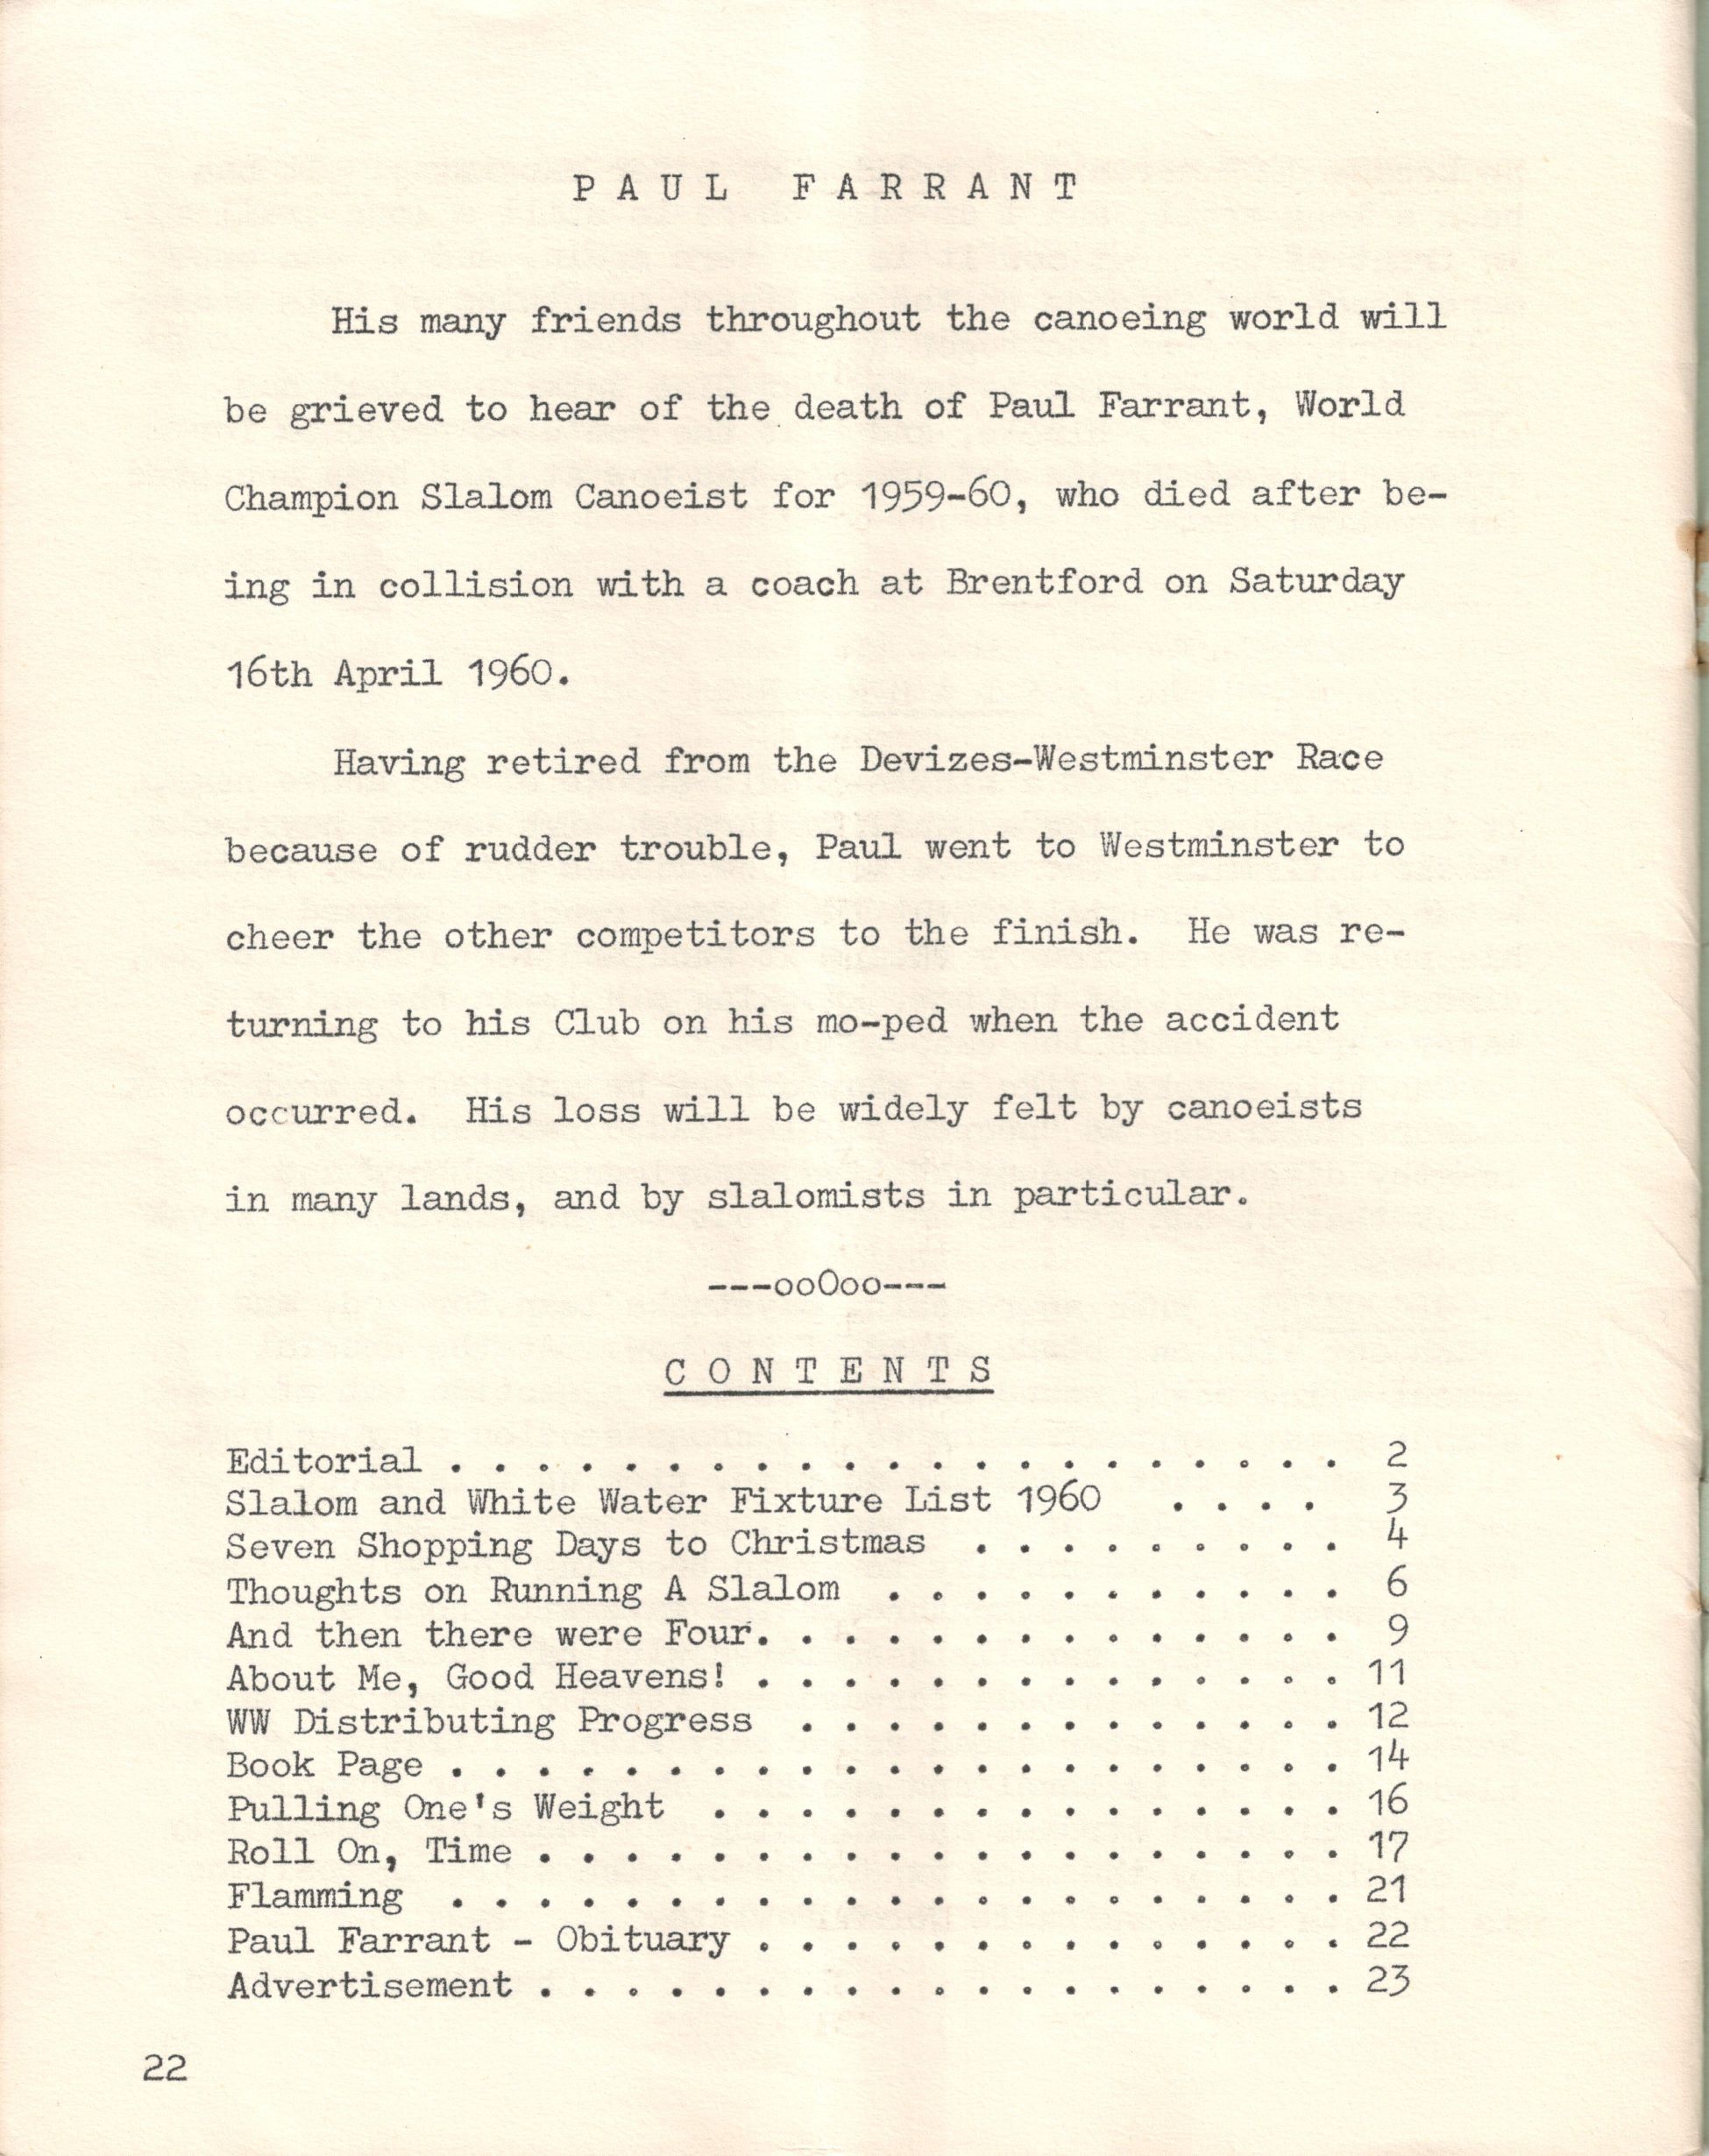 PAUL FARRANT
His many friends throughout the canoeing world will
be grieved to hear of the death of Paul Farrant, World
Champion Slalom Canoeist for 1959-60, who died after be-
ing in collision with a coach at Brentford on Saturday
16th April 1960.
Having retired from the Devizes-Westminster Race
because of rudder trouble, Paul went to Westminster to
cheer the other competitors to the finish. He was re-
turning to his Club on his mo-ped when the accident
occurred. His loss will be widely felt by canoeists
in many lands, and by slalomists in particular.
---ooOoo---
CONTENTS
Editorial . . . . . . . . . . . . . . . . . . . . . 2
Slalom and White Water Fixture List 1960 . . . . 3
Seven Shopping Days to Christmas . . . . . . . . . 4
Thoughts on Running A Slalom . . . . . . . . . . . 6
And then there were Four. . . . . . . . . . . . . . 9
About Me, Good Heavens! . . . . . . . . . . . . . . 11
WW Distributing Progress . . . . . . . . . . . . . 12
Book Page . . . . . . . . . . . . . . . . . . . . . 14
Pulling One's Weight . . . . . . . . . . . . . . . 16
Roll On, Time . . . . . . . . . . . . . . . . . . . 17
Flamming . . . . . . . . . . . . . . . . . . . . . 21
Paul Farrant - Obituary . . . . . . . . . . . . . . 22
Advertisement . . . . . . . . . . . . . . . . . . . 23
22